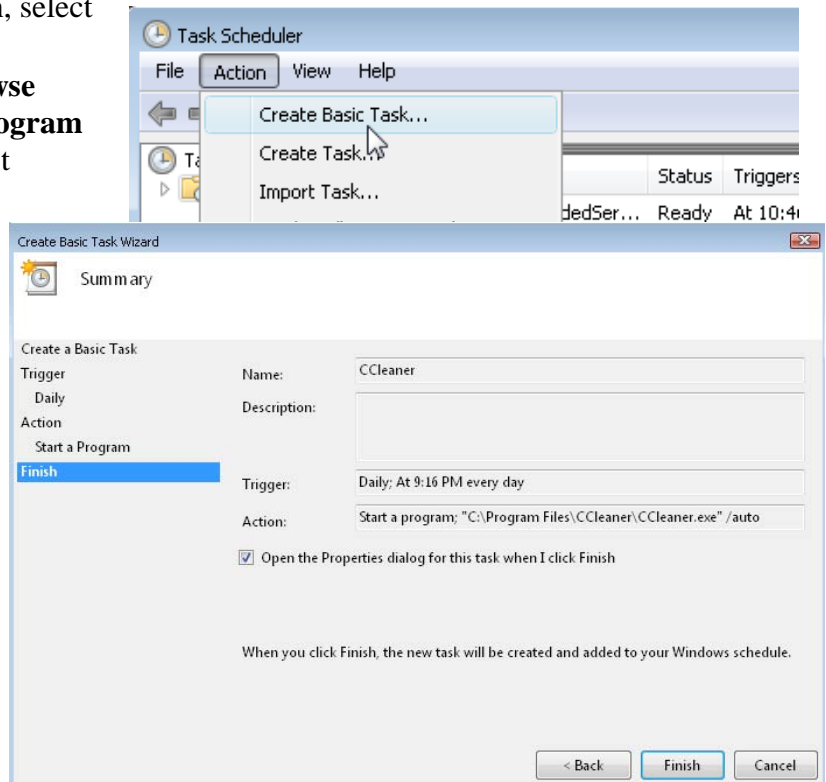 , select
wse
ogram
t
Task Scheduler
File Action View Help
Create Basic Task...
Create Task...
Import Task...
Status Triggers
dedSer... Ready At 10:4
Create Basic Task Wizard
Summary
Create a Basic Task
Trigger
Daily
Action
Start a Program
Finish
Name: CCleaner
Description:
Trigger: Daily; At 9:16 PM every day
Action: Start a program; "C:\Program Files\CCleaner\CCleaner.exe" /auto
Open the Properties dialog for this task when I click Finish
When you click Finish, the new task will be created and added to your Windows schedule.
< Back Finish Cancel